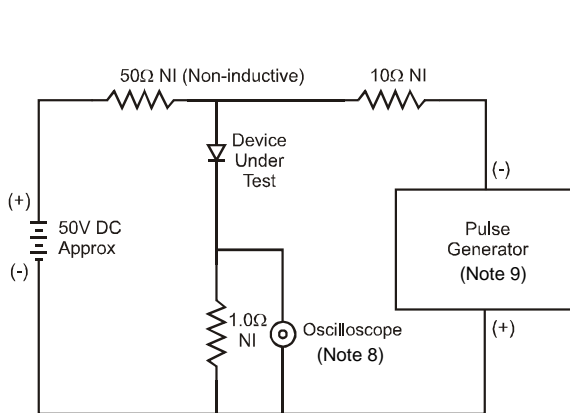 50Ω NI (Non-inductive)
10Ω NI
Device
Under
Test
(+)
50V DC
Approx
(-)
(-)
Pulse
Generator
(Note 9)
(+)
1.0Ω
NI
Oscilloscope
(Note 8)